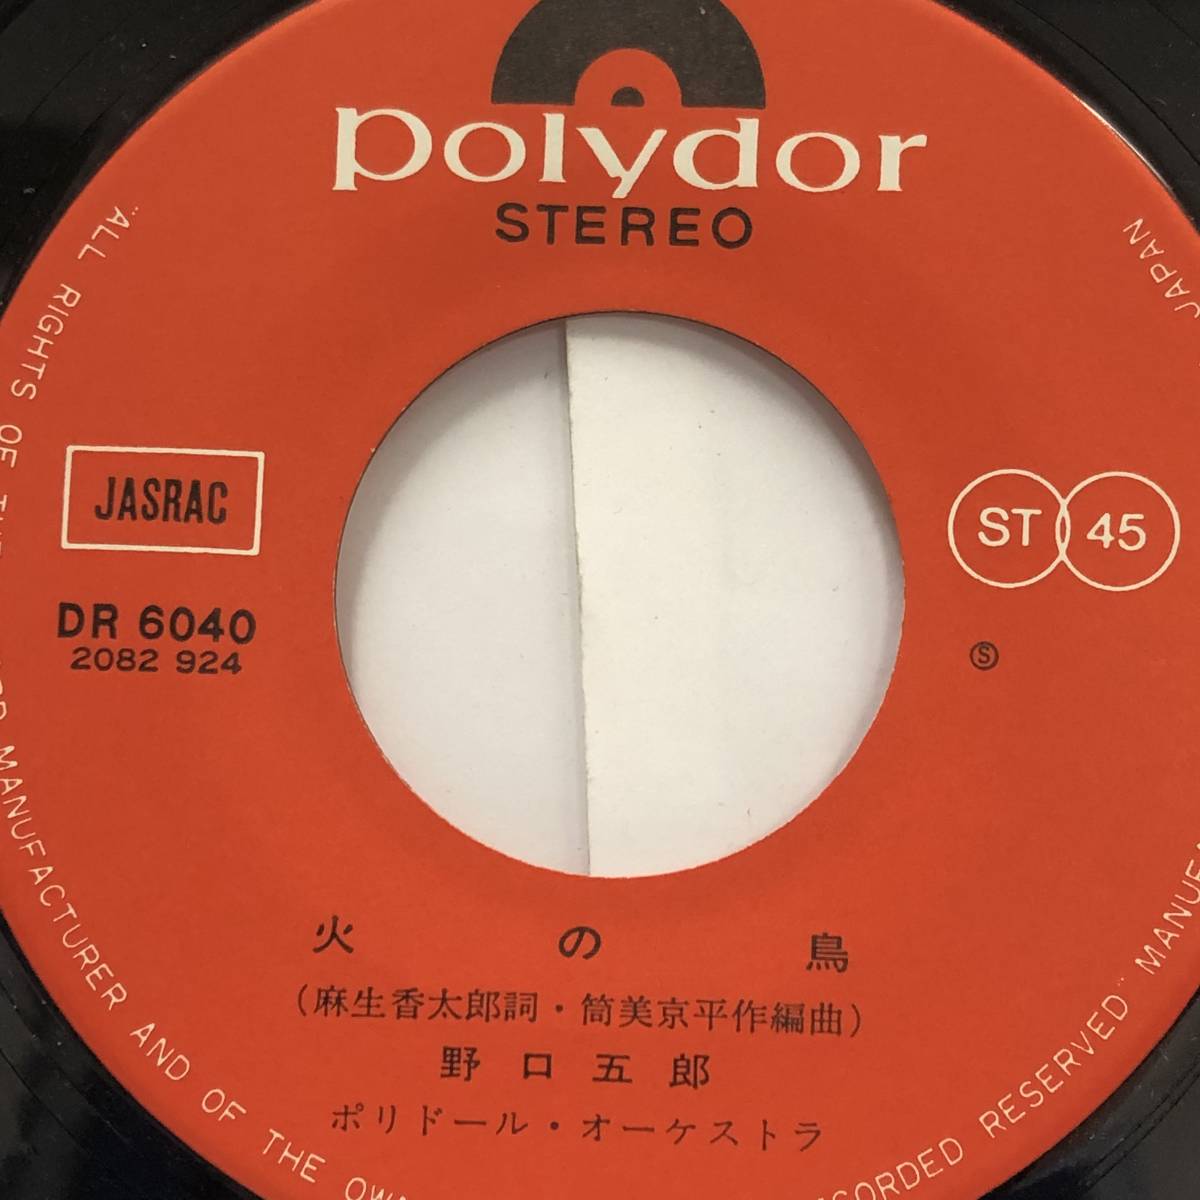 polydor
STEREO
JASRAC
DR 6040
2082 924
ST 45
Ⓢ
火の鳥
(麻生香太郎詞・筒美京平作編曲)
野口五郎
ポリドール・オーケストラ
"ALL RIGHTS OF THE
MANUFACTURER AND OF THE
RECORDED RESERVED" MANUF
JAPAN